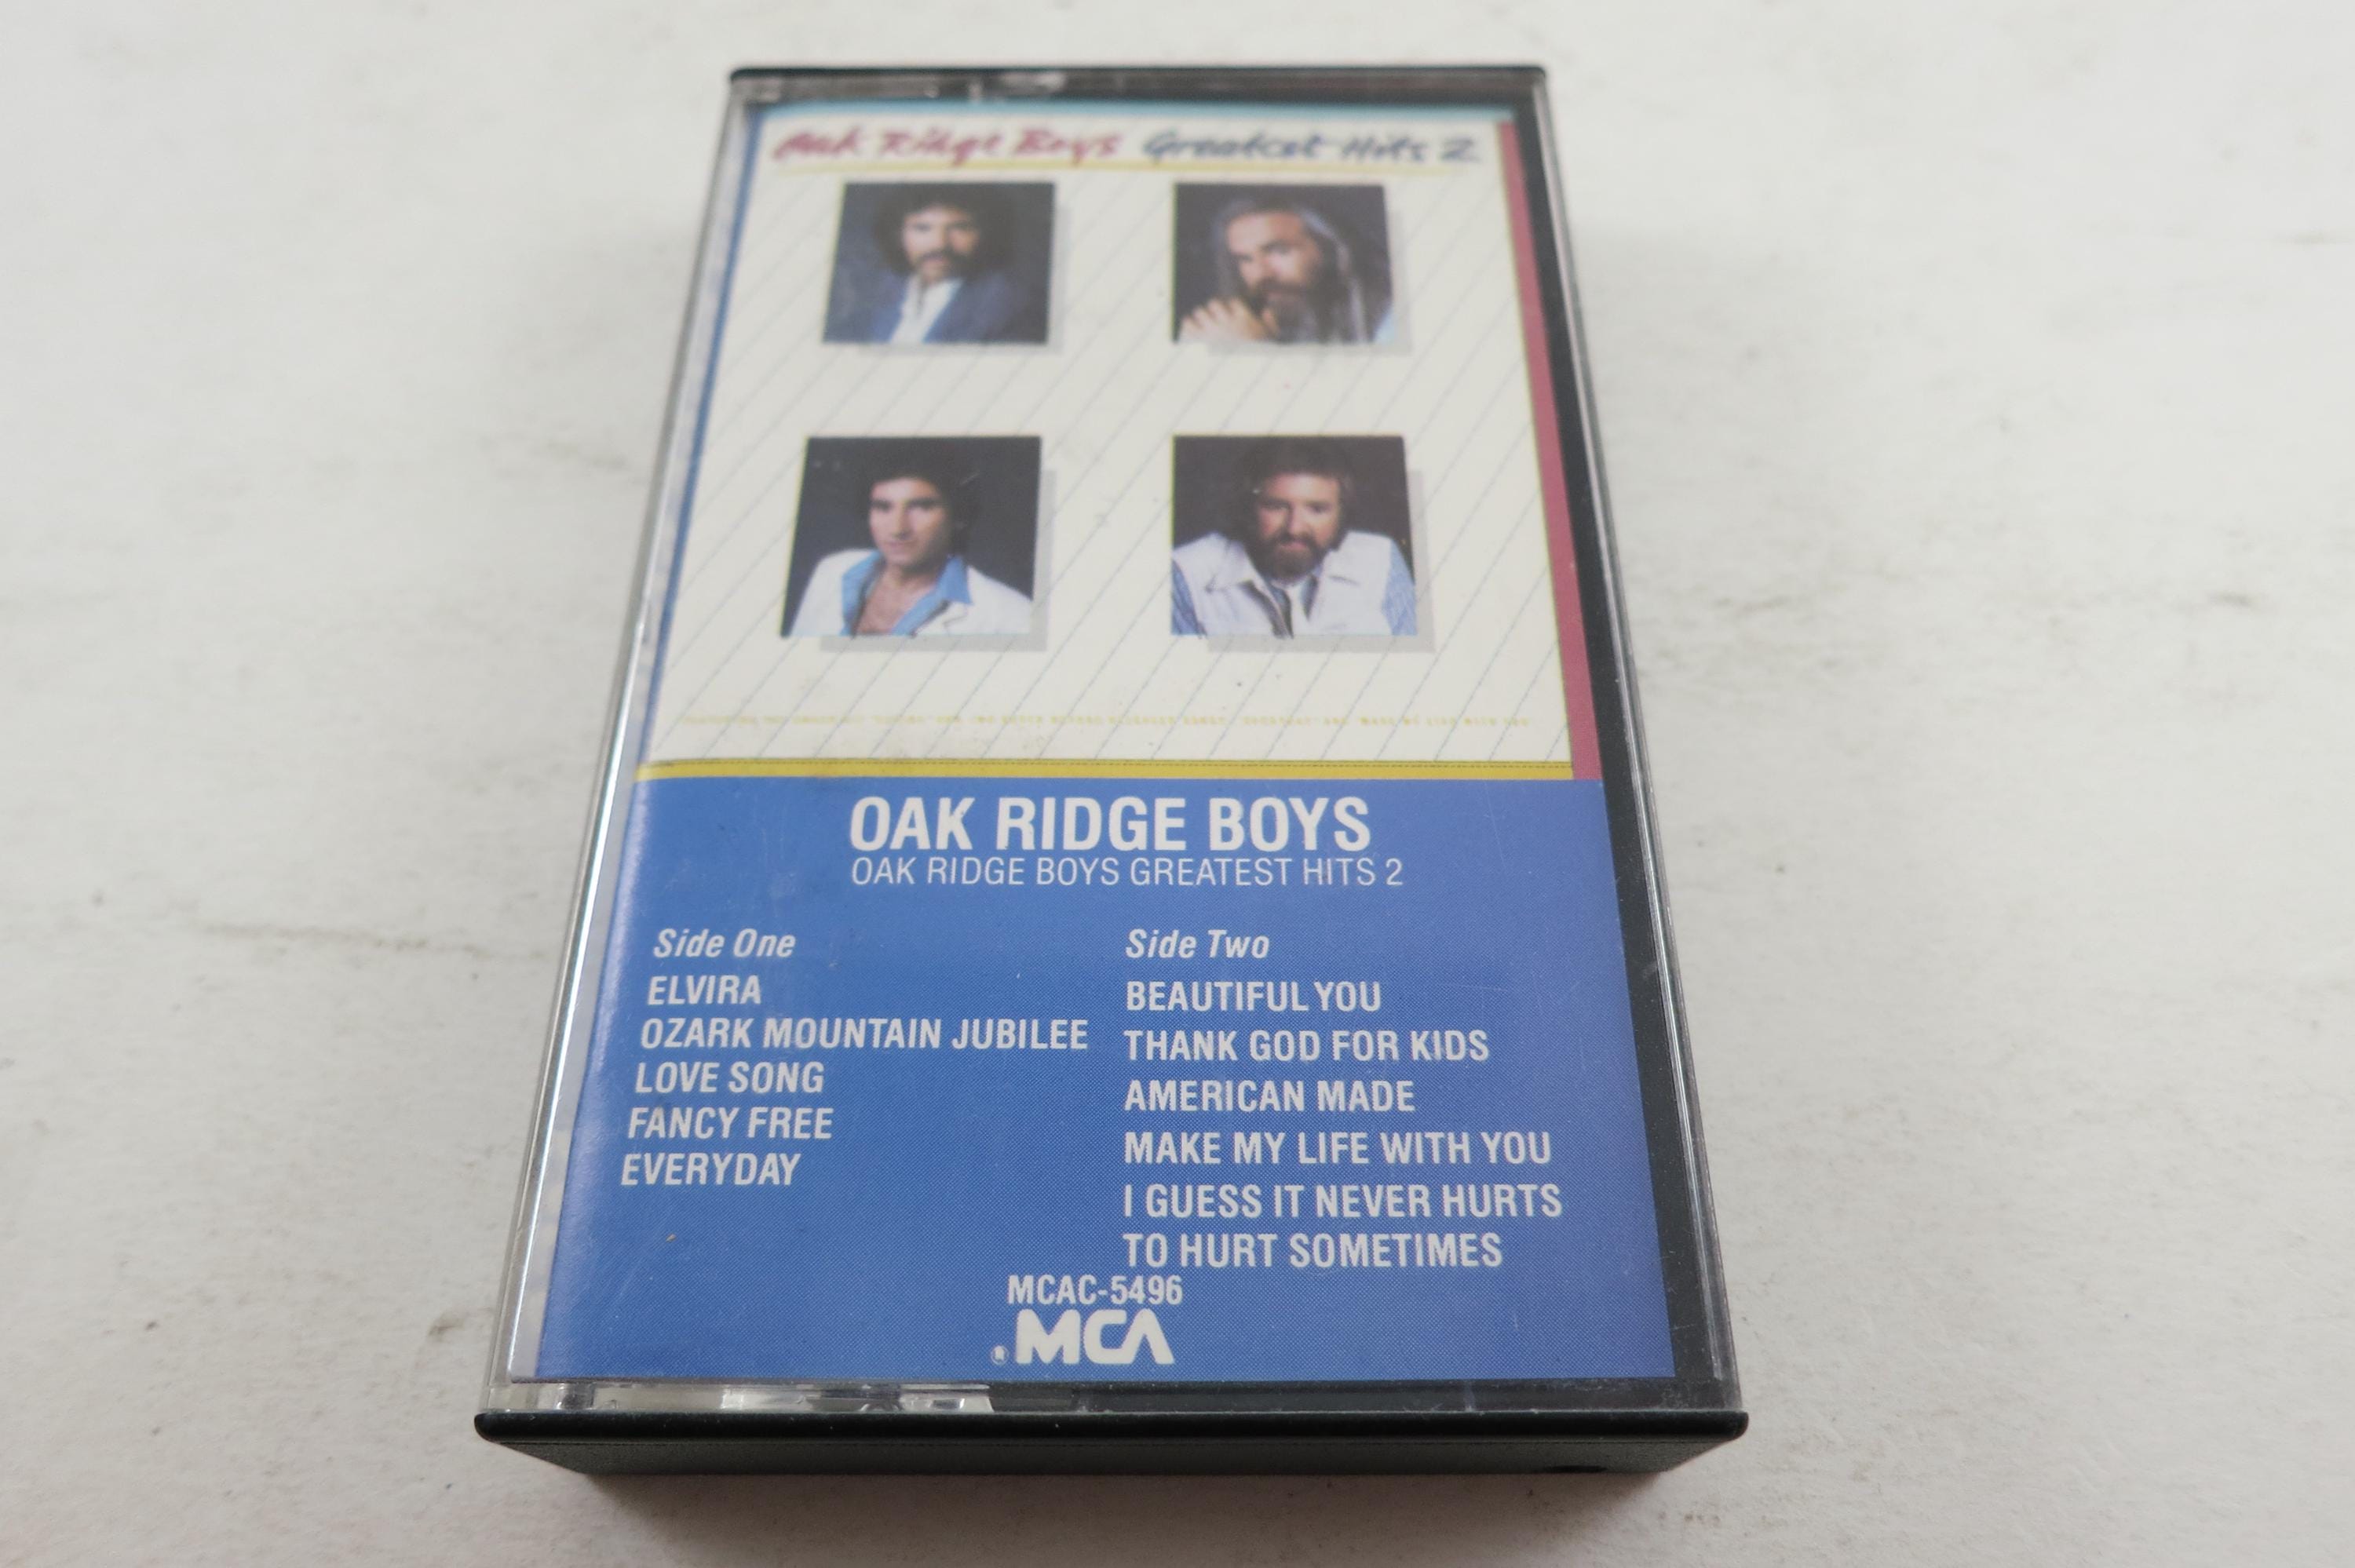 Oak Ridge Boys Greatest Hits 2
OAK RIDGE BOYS
OAK RIDGE BOYS GREATEST HITS 2
Side One
ELVIRA
OZARK MOUNTAIN JUBILEE
LOVE SONG
FANCY FREE
EVERYDAY
Side Two
BEAUTIFUL YOU
THANK GOD FOR KIDS
AMERICAN MADE
MAKE MY LIFE WITH YOU
I GUESS IT NEVER HURTS
TO HURT SOMETIMES
MCAC-5496
® MCA